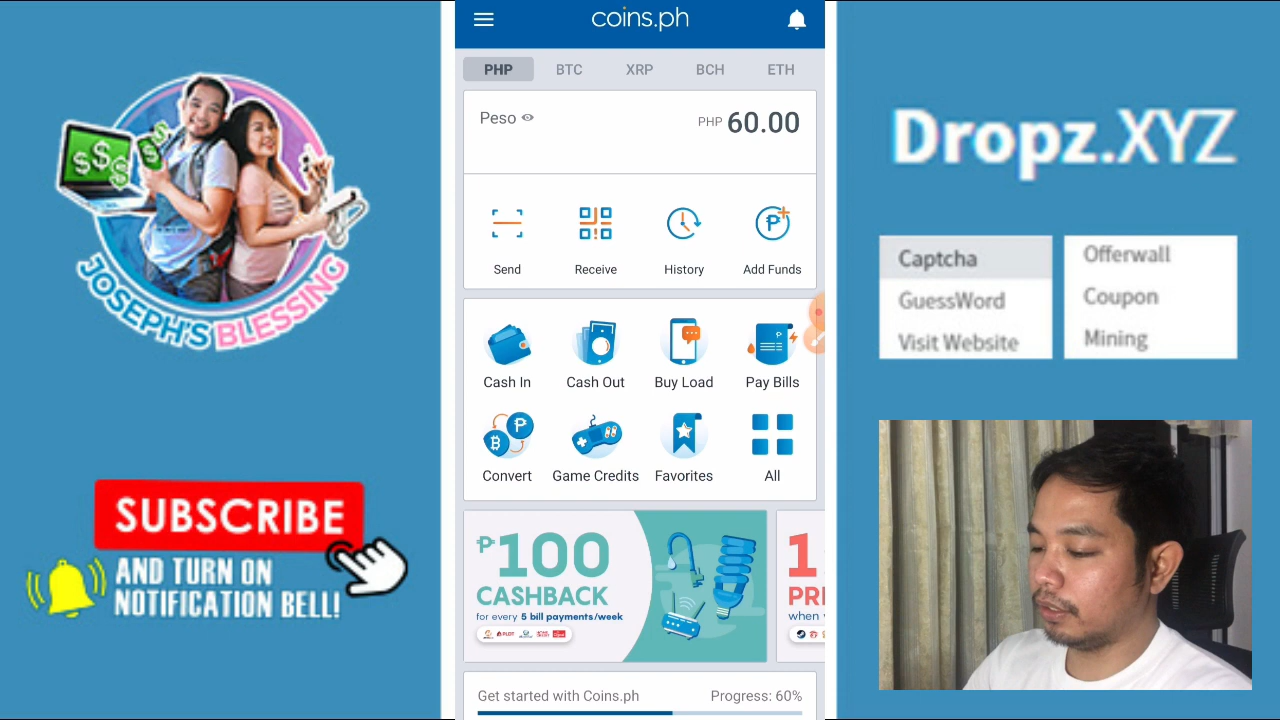 $$$
$
JOSEPH'S BLESSING
SUBSCRIBE
AND TURN ON
NOTIFICATION BELL!
coins.ph
PHP BTC XRP BCH ETH
Peso PHP 60.00
Send Receive History Add Funds
Cash In Cash Out Buy Load Pay Bills
Convert Game Credits Favorites All
₱100
CASHBACK
for every 5 bill payments/week
PLDT
PR
when
Get started with Coins.ph Progress: 60%
Dropz.XYZ
Captcha
GuessWord
Visit Website
Offerwall
Coupon
Mining